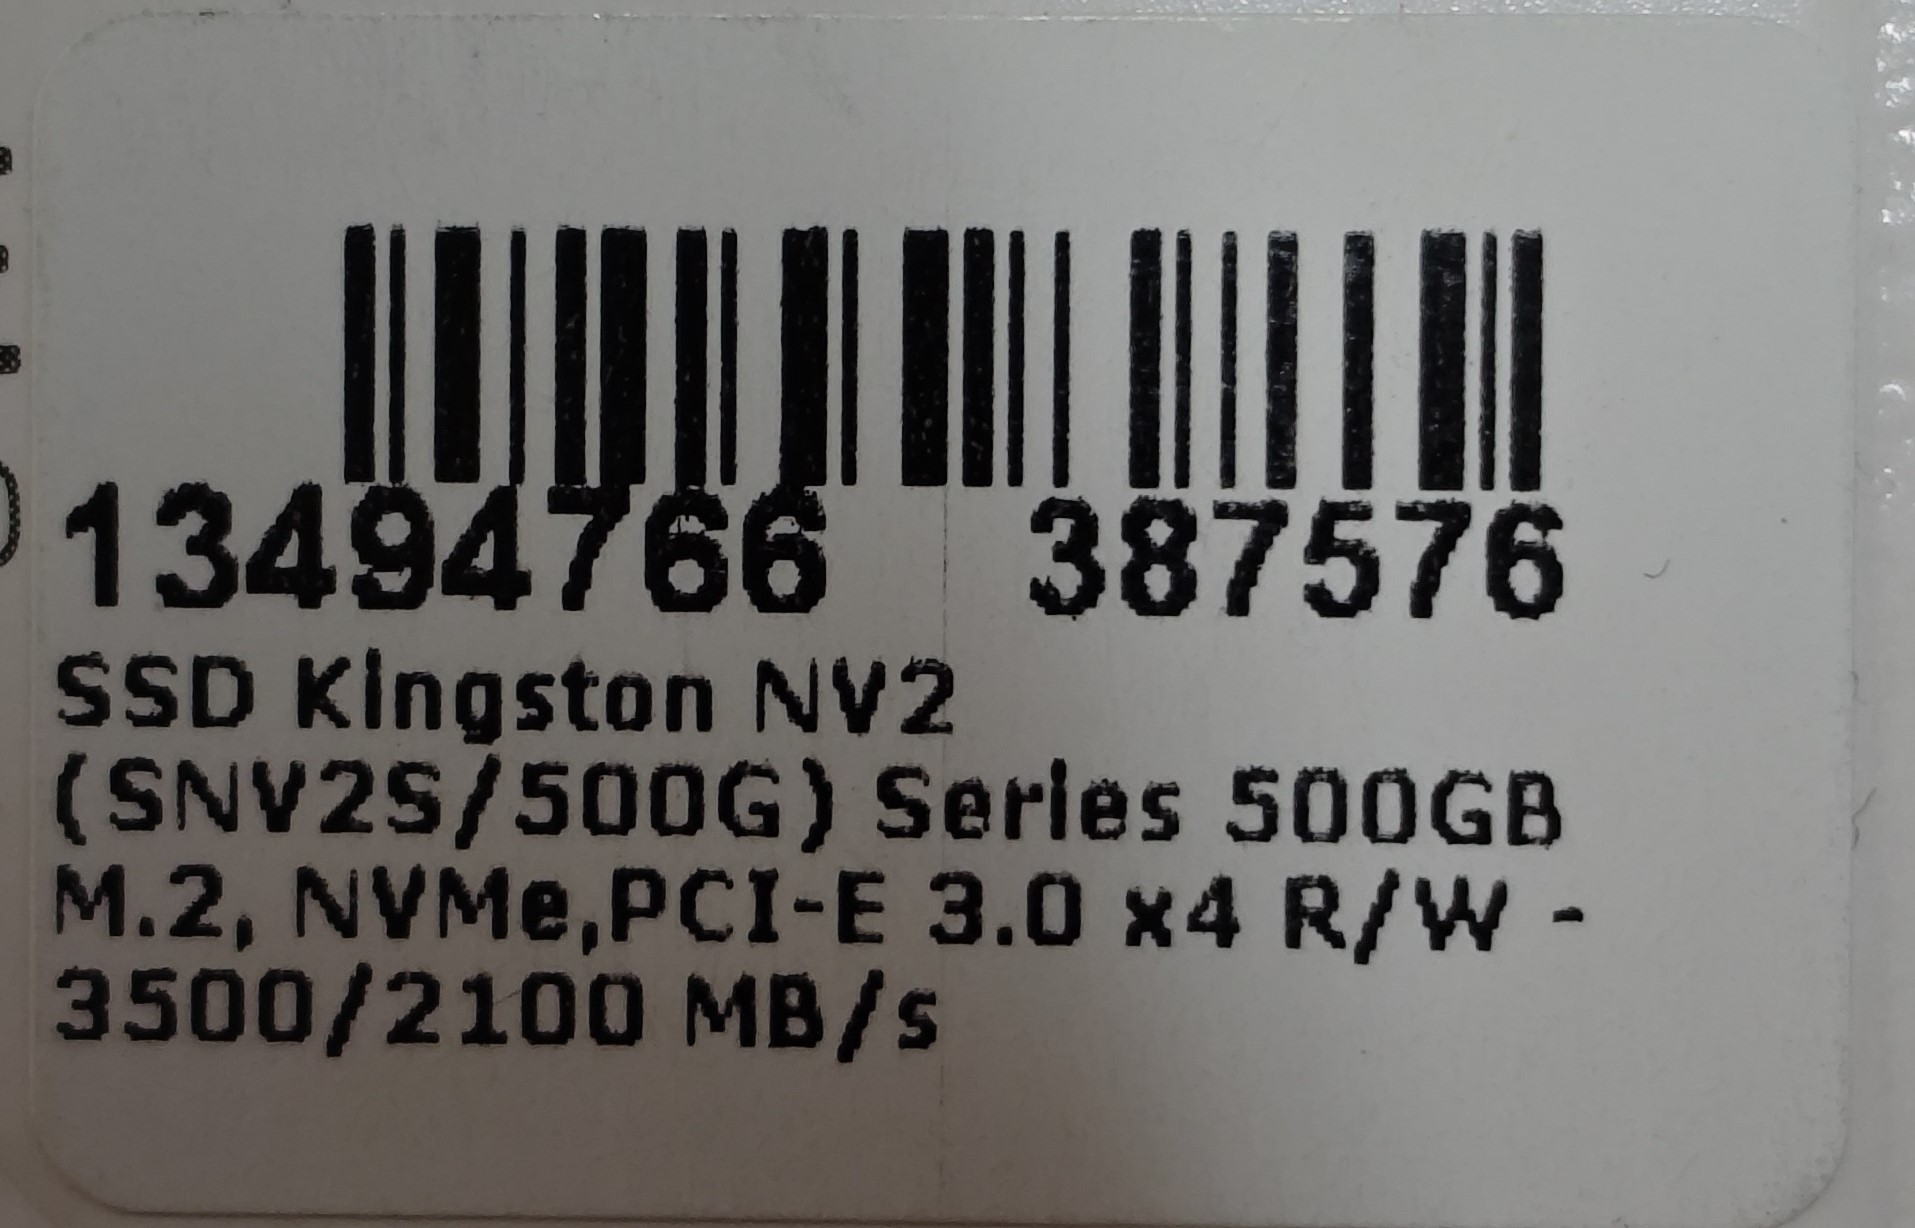 13494766 387576
SSD Kingston NV2
(SNV2S/500G) Series 500GB
M.2, NVMe,PCI-E 3.0 x4 R/W -
3500/2100 MB/s